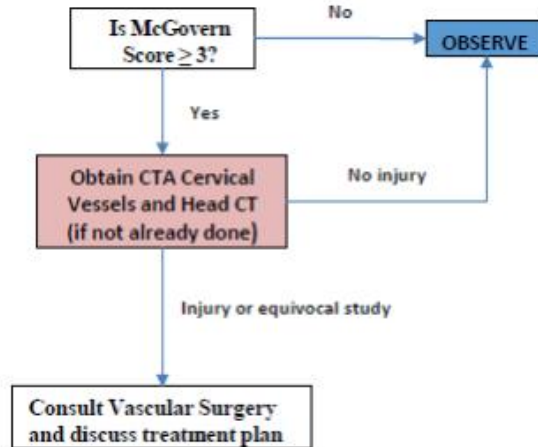 Is McGovern
Score ≥ 3?
No
OBSERVE
Yes
Obtain CTA Cervical
Vessels and Head CT
(if not already done)
No injury
Injury or equivocal study
Consult Vascular Surgery
and discuss treatment plan